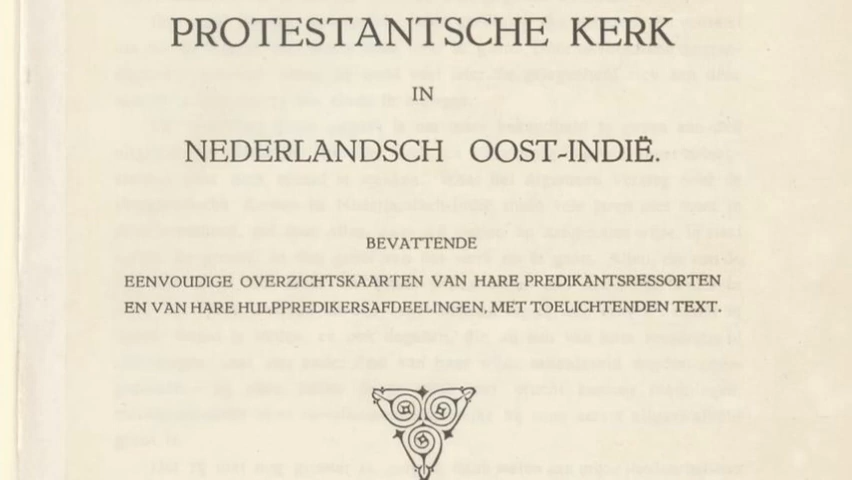 PROTESTANTSCHE KERK
IN
NEDERLANDSCH OOST-INDIË.
BEVATTENDE
EENVOUDIGE OVERZICHTSKAARTEN VAN HARE PREDIKANTSRESSORTEN
EN VAN HARE HULPPREDIKERSAFDEELINGEN, MET TOELICHTENDEN TEXT.